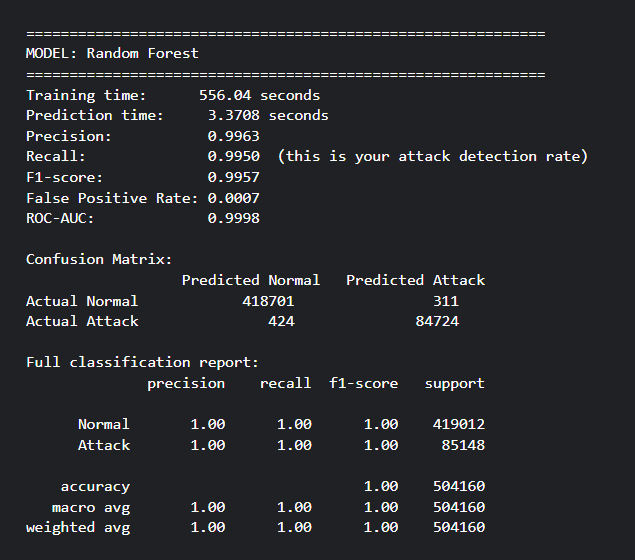 ============================================================
MODEL: Random Forest
============================================================
Training time:      556.04 seconds
Prediction time:     3.3708 seconds
Precision:           0.9963
Recall:              0.9950  (this is your attack detection rate)
F1-score:            0.9957
False Positive Rate: 0.0007
ROC-AUC:             0.9998
Confusion Matrix:
                  Predicted Normal   Predicted Attack
Actual Normal            418701                311
Actual Attack               424              84724
Full classification report:
              precision    recall  f1-score   support
      Normal       1.00      1.00      1.00    419012
      Attack       1.00      1.00      1.00     85148
    accuracy                           1.00    504160
   macro avg       1.00      1.00      1.00    504160
weighted avg       1.00      1.00      1.00    504160